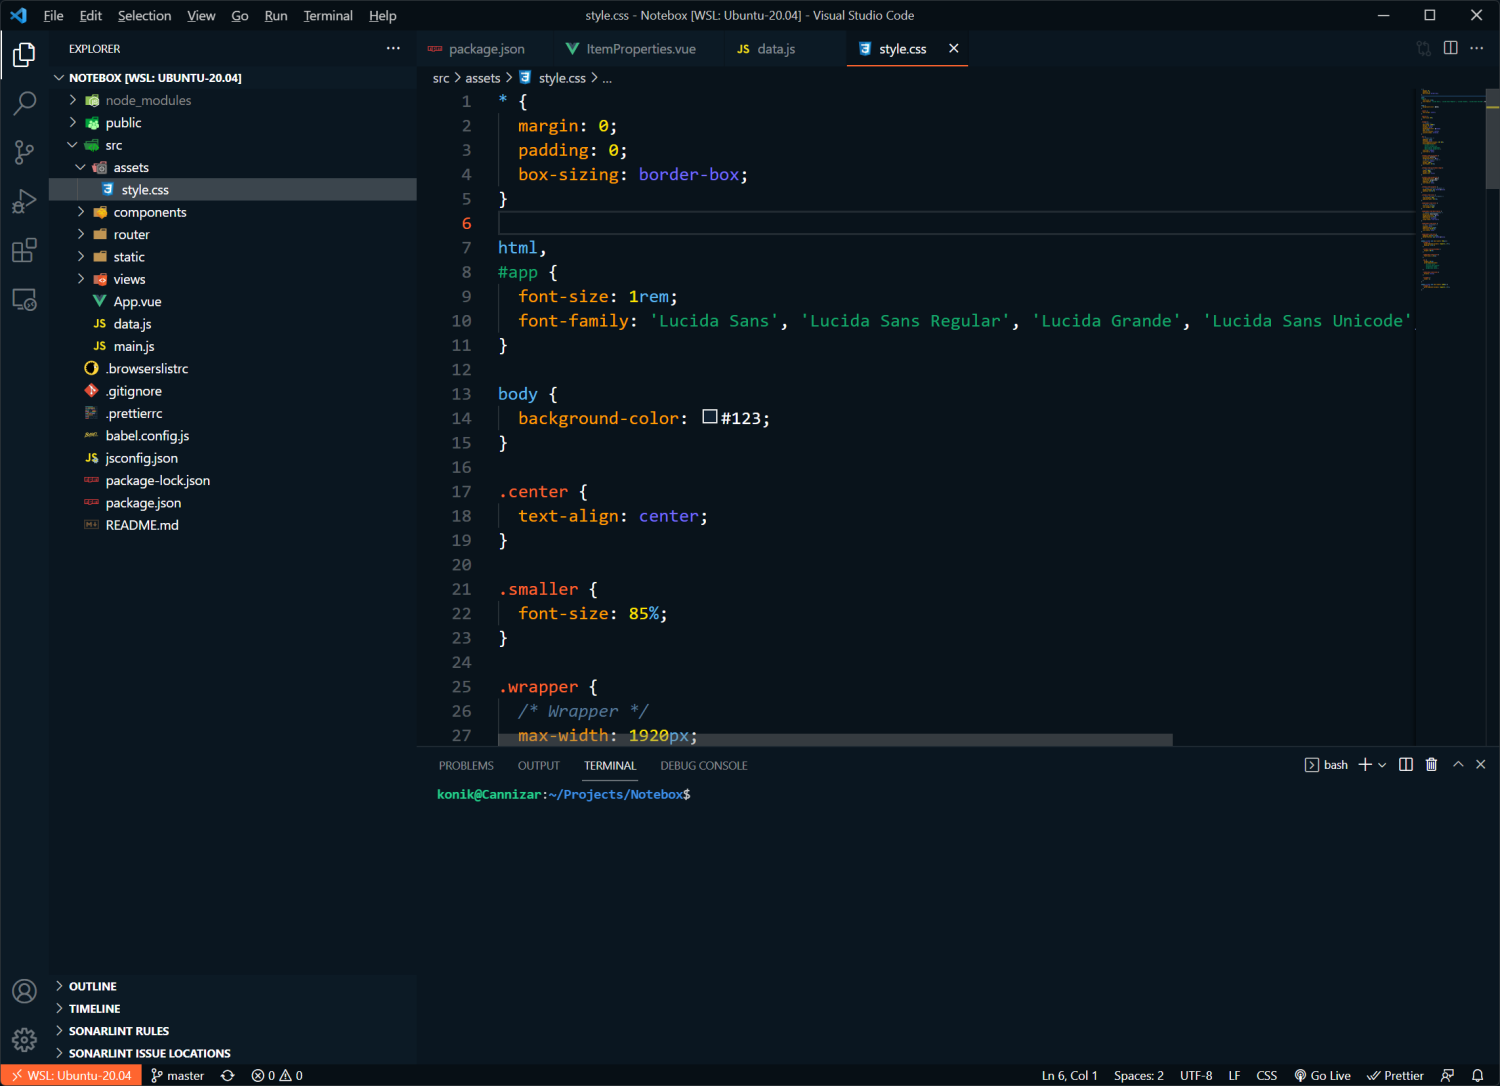 File Edit Selection View Go Run Terminal Help
style.css - Notebox [WSL: Ubuntu-20.04] - Visual Studio Code
EXPLORER
NOTEBOX [WSL: UBUNTU-20.04]
node_modules
public
src
assets
style.css
components
router
static
views
App.vue
JS data.js
JS main.js
.browserslistrc
.gitignore
.prettierrc
babel.config.js
JS jsconfig.json
package-lock.json
package.json
README.md
OUTLINE
TIMELINE
SONARLINT RULES
SONARLINT ISSUE LOCATIONS
package.json ItemProperties.vue JS data.js style.css
src > assets > style.css > ...
1 * {
2 margin: 0;
3 padding: 0;
4 box-sizing: border-box;
5 }
6
7 html,
8 #app {
9 font-size: 1rem;
10 font-family: 'Lucida Sans', 'Lucida Sans Regular', 'Lucida Grande', 'Lucida Sans Unicode',
11 }
12
13 body {
14 background-color: #123;
15 }
16
17 .center {
18 text-align: center;
19 }
20
21 .smaller {
22 font-size: 85%;
23 }
24
25 .wrapper {
26 /* Wrapper */
27 max-width: 1920px;
PROBLEMS OUTPUT TERMINAL DEBUG CONSOLE
bash
konik@Cannizar:~/Projects/Notebox$
WSL: Ubuntu-20.04 master 0 0
Ln 6, Col 1 Spaces: 2 UTF-8 LF CSS Go Live Prettier